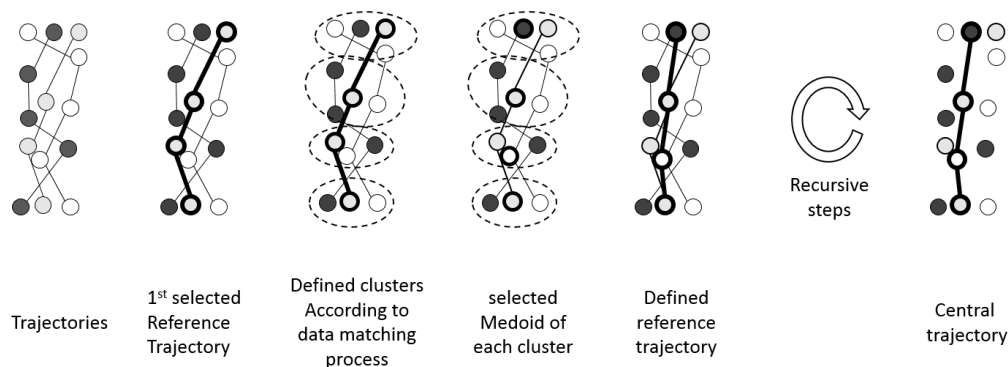 Recursive
steps
Trajectories
1st selected
Reference
Trajectory
Defined clusters
According to
data matching
process
selected
Medoid of
each cluster
Defined
reference
trajectory
Central
trajectory